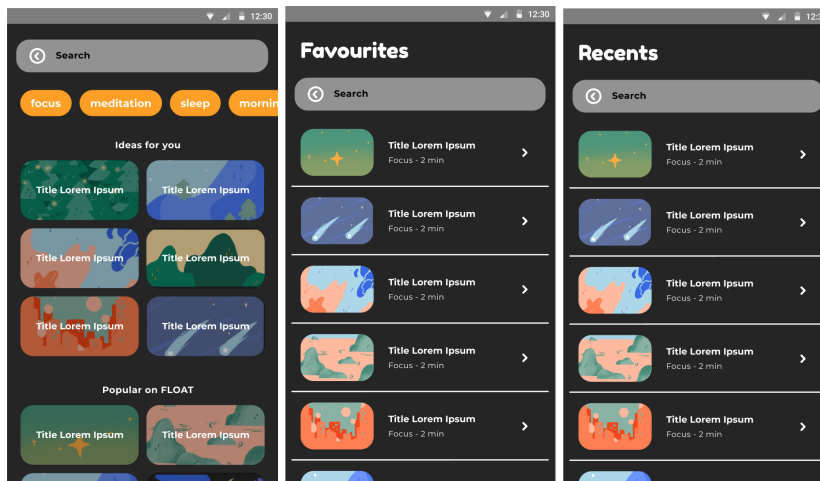 12:30
Search
focus meditation sleep mornin
Ideas for you
Title Lorem Ipsum Title Lorem Ipsum
Title Lorem Ipsum Title Lorem Ipsum
Title Lorem Ipsum Title Lorem Ipsum
Popular on FLOAT
Title Lorem Ipsum Title Lorem Ipsum
12:30
Favourites
Search
Title Lorem Ipsum
Focus - 2 min
Title Lorem Ipsum
Focus - 2 min
Title Lorem Ipsum
Focus - 2 min
Title Lorem Ipsum
Focus - 2 min
Title Lorem Ipsum
Focus - 2 min
12:3
Recents
Search
Title Lorem Ipsum
Focus - 2 min
Title Lorem Ipsum
Focus - 2 min
Title Lorem Ipsum
Focus - 2 min
Title Lorem Ipsum
Focus - 2 min
Title Lorem Ipsum
Focus - 2 min